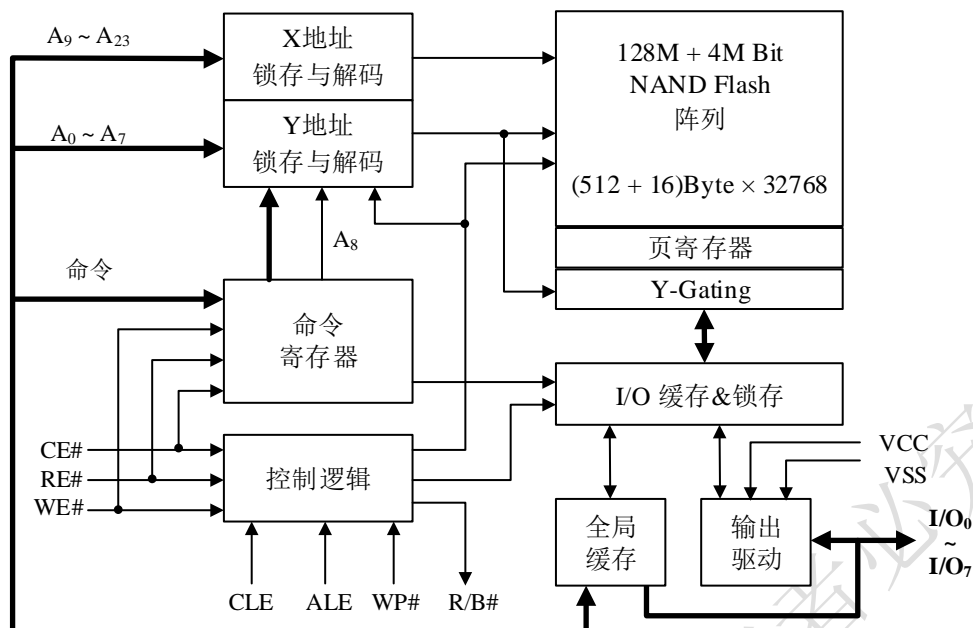 A9 ~ A23
X地址
锁存与解码
A0 ~ A7
Y地址
锁存与解码
128M + 4M Bit
NAND Flash
阵列
(512 + 16)Byte × 32768
页寄存器
Y-Gating
A8
命令
命令
寄存器
I/O 缓存&锁存
CE#
RE#
WE#
控制逻辑
VCC
VSS
全局
缓存
输出
驱动
I/O0
~
I/O7
CLE
ALE
WP#
R/B#
者必究